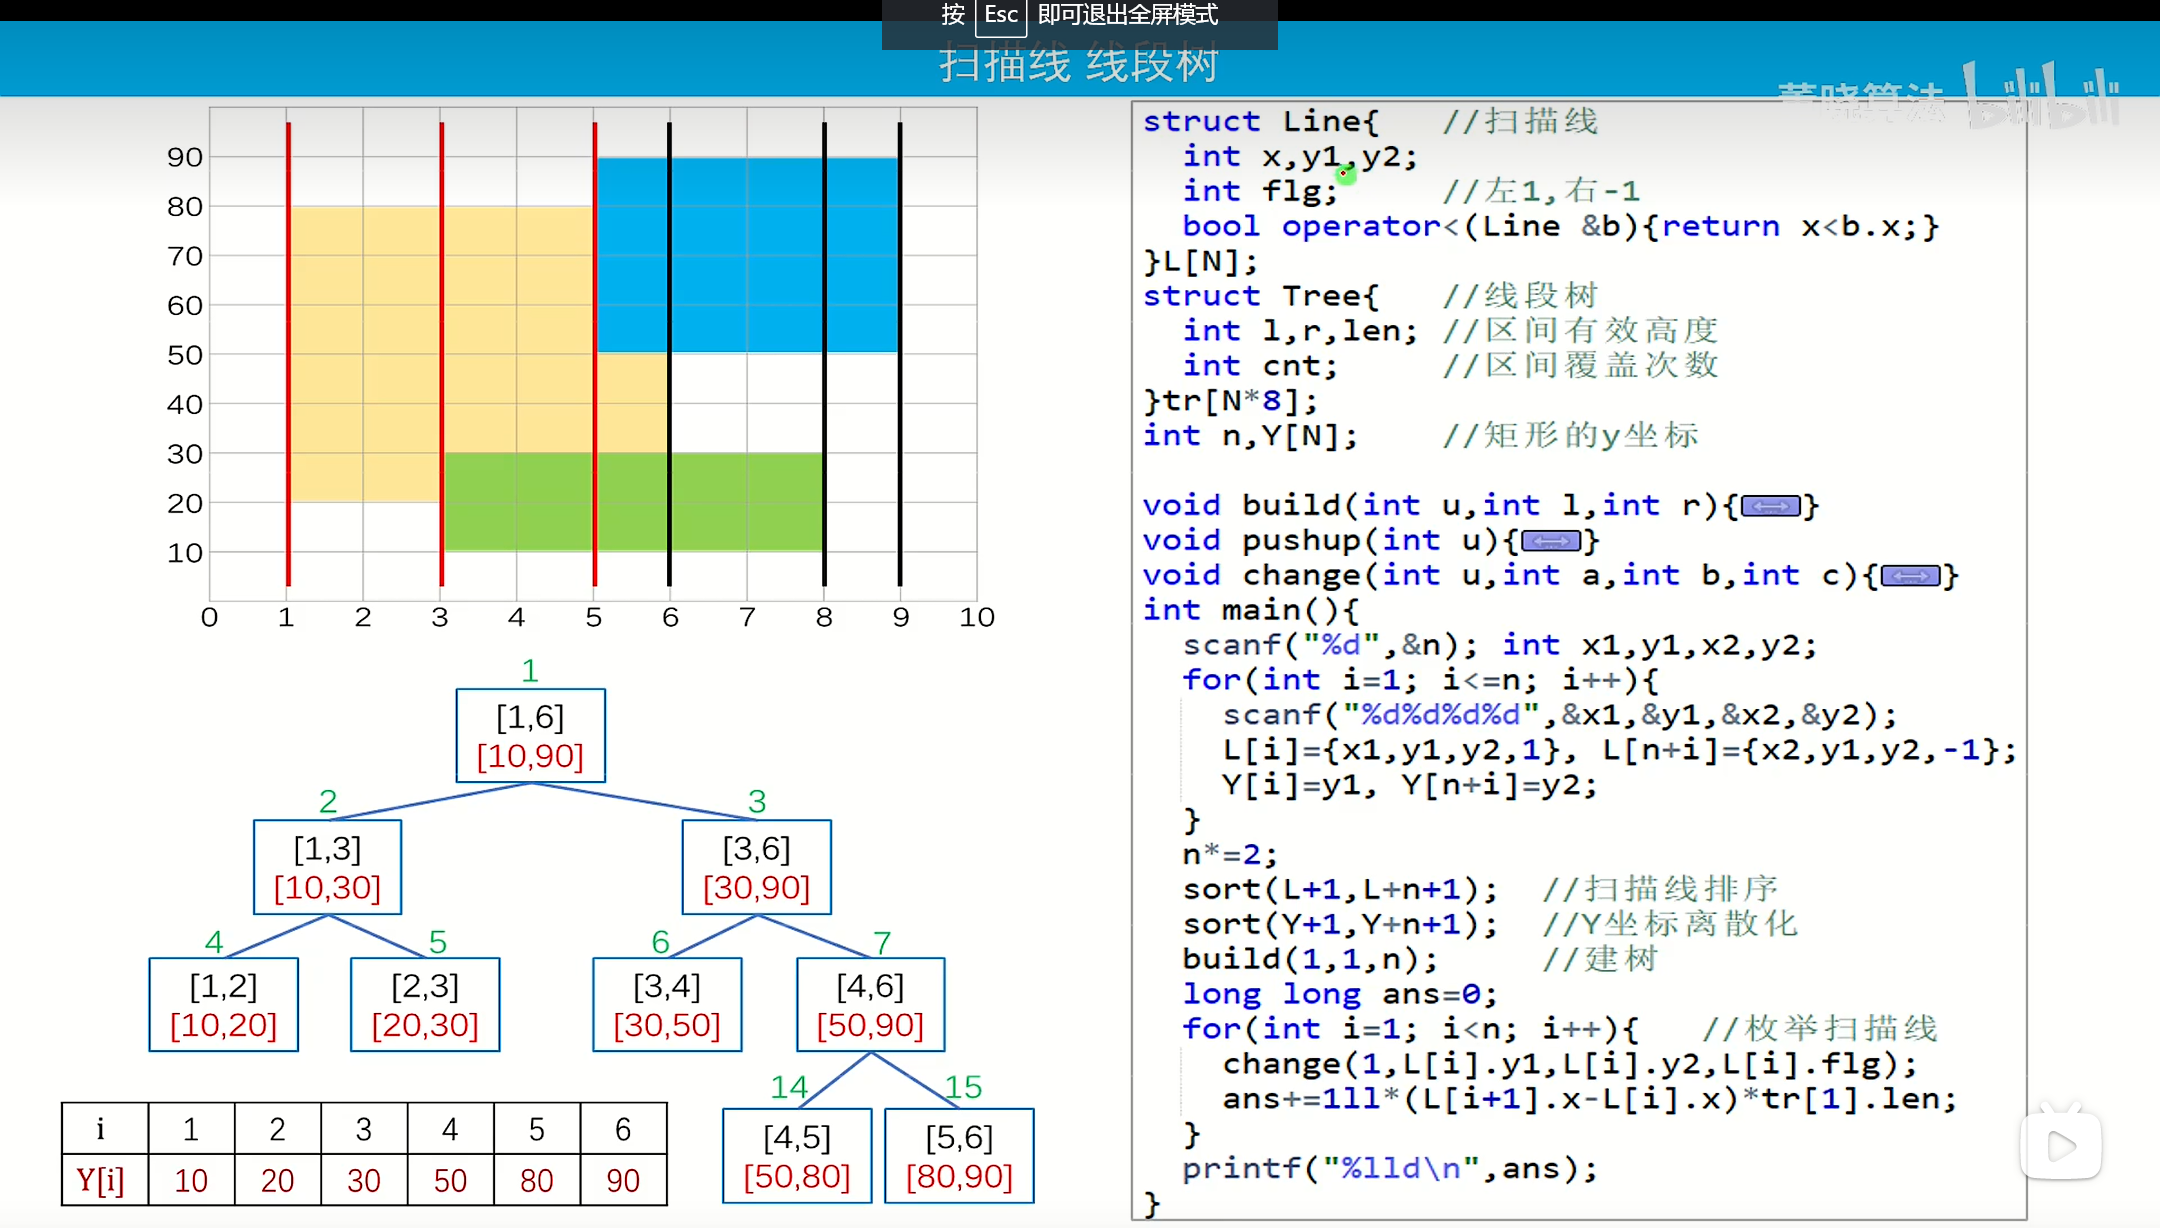 按 Esc 即可退出全屏模式
扫描线 线段树
董晓算法 bilibili
90
80
70
60
50
40
30
20
10
0 1 2 3 4 5 6 7 8 9 10
1
[1,6]
[10,90]
2 3
[1,3] [3,6]
[10,30] [30,90]
4 5 6 7
[1,2] [2,3] [3,4] [4,6]
[10,20] [20,30] [30,50] [50,90]
14 15
[4,5] [5,6]
[50,80] [80,90]
i 1 2 3 4 5 6
Y[i] 10 20 30 50 80 90
struct Line{ //扫描线
int x,y1,y2;
int flg; //左1,右-1
bool operator<(Line &b){return x<b.x;}
}L[N];
struct Tree{ //线段树
int l,r,len; //区间有效高度
int cnt; //区间覆盖次数
}tr[N*8];
int n,Y[N]; //矩形的y坐标
void build(int u,int l,int r){}
void pushup(int u){}
void change(int u,int a,int b,int c){}
int main(){
scanf("%d",&n); int x1,y1,x2,y2;
for(int i=1; i<=n; i++){
scanf("%d%d%d%d",&x1,&y1,&x2,&y2);
L[i]={x1,y1,y2,1}, L[n+i]={x2,y1,y2,-1};
Y[i]=y1, Y[n+i]=y2;
}
n*=2;
sort(L+1,L+n+1); //扫描线排序
sort(Y+1,Y+n+1); //Y坐标离散化
build(1,1,n); //建树
long long ans=0;
for(int i=1; i<n; i++){ //枚举扫描线
change(1,L[i].y1,L[i].y2,L[i].flg);
ans+=1ll*(L[i+1].x-L[i].x)*tr[1].len;
}
printf("%lld\n",ans);
}